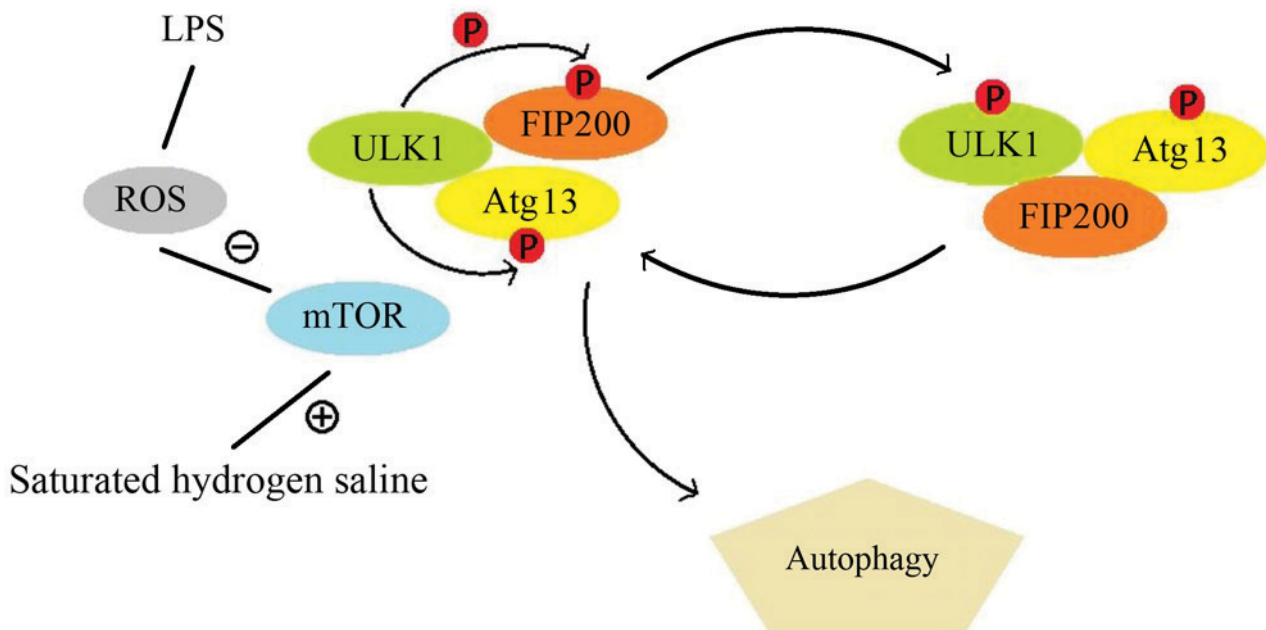 LPS
ROS
⊖
mTOR
⊕
Saturated hydrogen saline
P
P
FIP200
ULK1
Atg13
P
P
P
ULK1
Atg13
FIP200
Autophagy